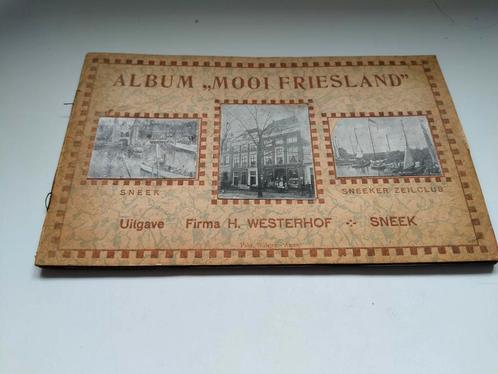 ALBUM „MOOI FRIESLAND"
SNEEK
SNEEKER ZEILCLUB
Uitgave Firma H. WESTERHOF SNEEK